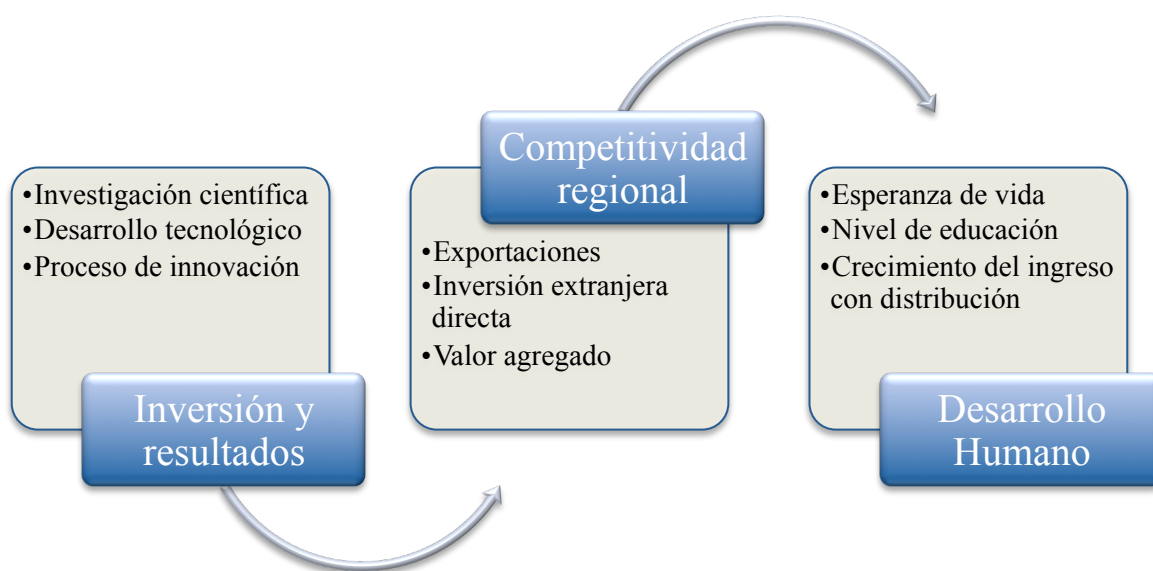 •Investigación científica
•Desarrollo tecnológico
•Proceso de innovación
Inversión y
resultados
Competitividad
regional
•Exportaciones
•Inversión extranjera
directa
•Valor agregado
•Esperanza de vida
•Nivel de educación
•Crecimiento del ingreso
con distribución
Desarrollo
Humano